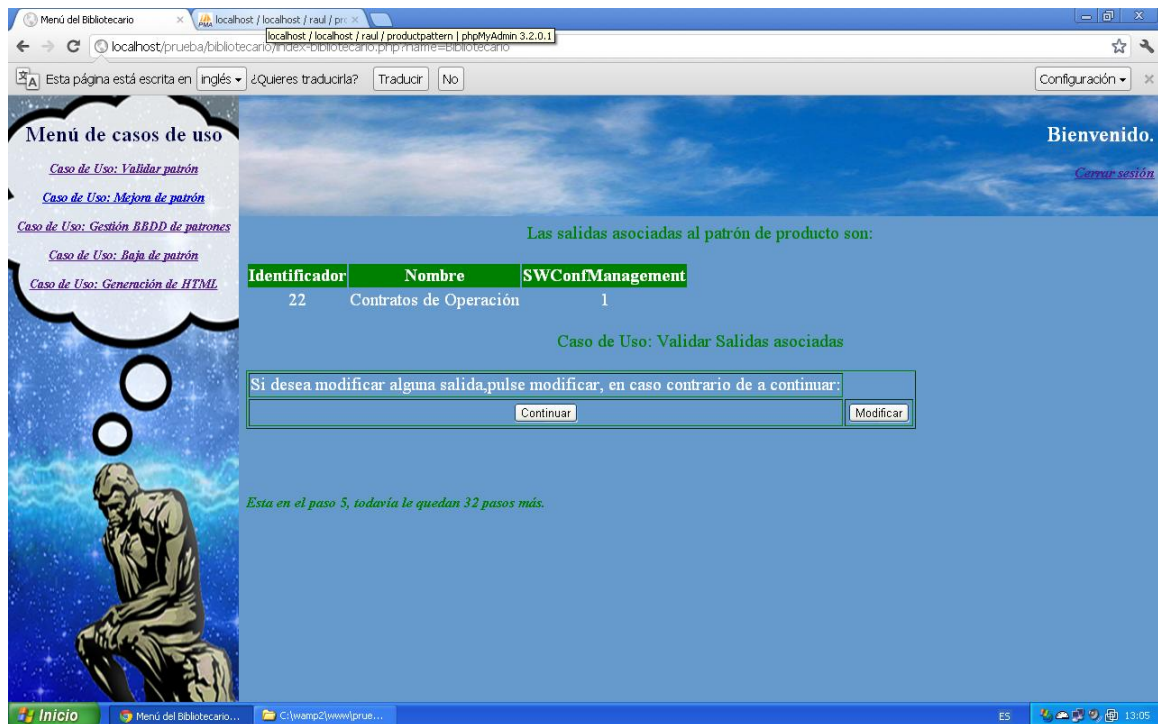 Menú del Bibliotecario
localhost / localhost / raul / pro
localhost / localhost / raul / productpattern | phpMyAdmin 3.2.0.1
localhost/prueba/bibliotecario/index-bibliotecario.php?name=Bibliotecario
Esta página está escrita en inglés ¿Quieres traducirla? Traducir No Configuración
Menú de casos de uso
Caso de Uso: Validar patrón
Caso de Uso: Mejora de patrón
Caso de Uso: Gestión BBDD de patrones
Caso de Uso: Baja de patrón
Caso de Uso: Generación de HTML
Bienvenido.
Cerrar sesión
Las salidas asociadas al patrón de producto son:
Identificador Nombre SWConfManagement
22 Contratos de Operación 1
Caso de Uso: Validar Salidas asociadas
Si desea modificar alguna salida,pulse modificar, en caso contrario de a continuar:
Continuar Modificar
Esta en el paso 5, todavía le quedan 32 pasos más.
Inicio Menú del Bibliotecario... C:\wamp2\www\prue... ES 13:05